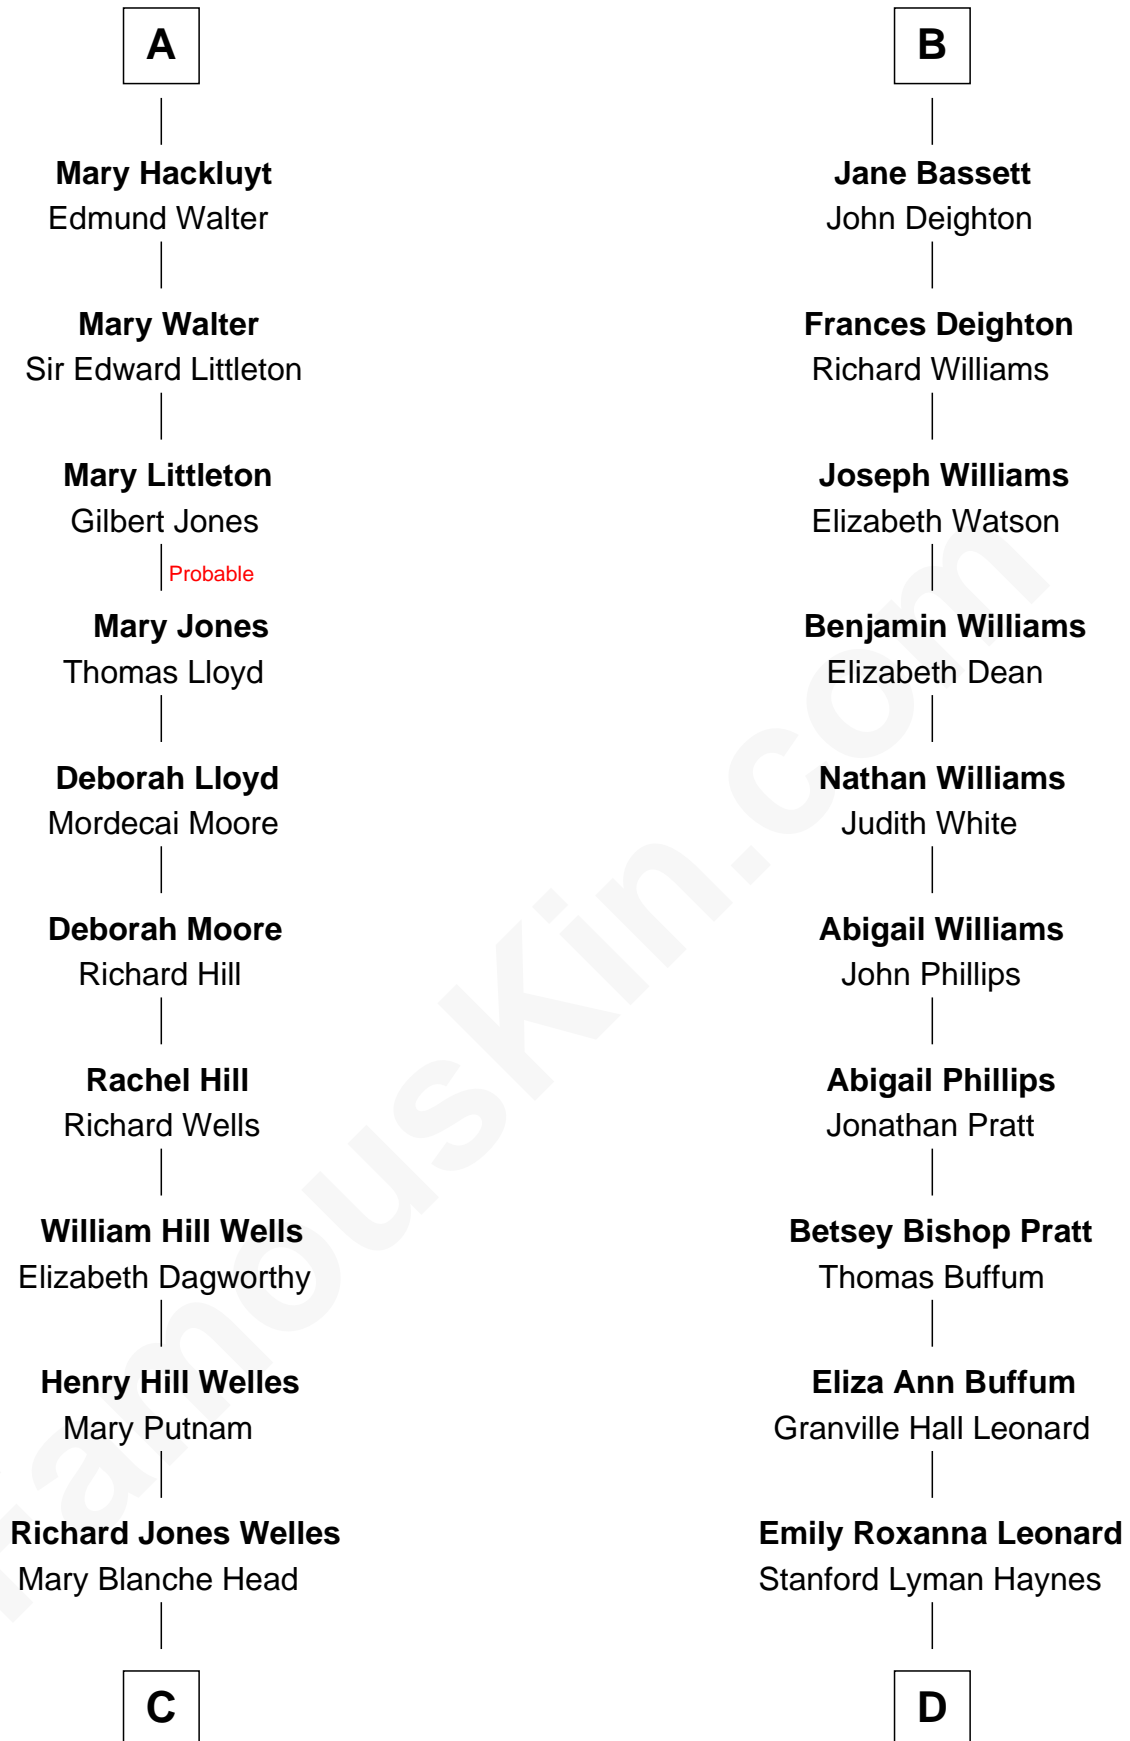 A
Mary Hackluyt
Edmund Walter
Mary Walter
Sir Edward Littleton
Mary Littleton
Gilbert Jones
Probable
Mary Jones
Thomas Lloyd
Deborah Lloyd
Mordecai Moore
Deborah Moore
Richard Hill
Rachel Hill
Richard Wells
William Hill Wells
Elizabeth Dagworthy
Henry Hill Welles
Mary Putnam
Richard Jones Welles
Mary Blanche Head
C
B
Jane Bassett
John Deighton
Frances Deighton
Richard Williams
Joseph Williams
Elizabeth Watson
Benjamin Williams
Elizabeth Dean
Nathan Williams
Judith White
Abigail Williams
John Phillips
Abigail Phillips
Jonathan Pratt
Betsey Bishop Pratt
Thomas Buffum
Eliza Ann Buffum
Granville Hall Leonard
Emily Roxanna Leonard
Stanford Lyman Haynes
D
FamousKin.com